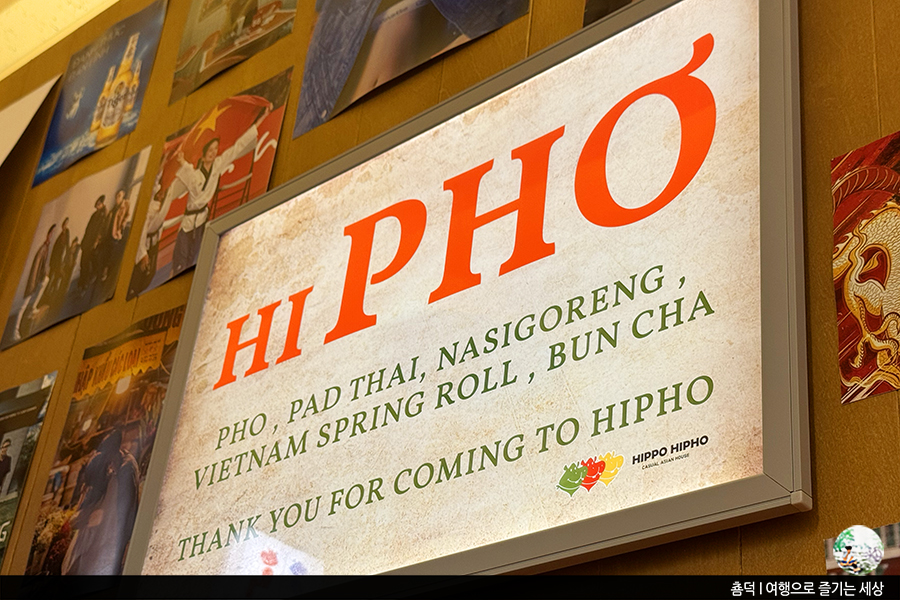 HI PHỞ
PHO , PAD THAI, NASIGORENG ,
VIETNAM SPRING ROLL , BUN CHA
THANK YOU FOR COMING TO HIPHO
HIPPO HIPHO
CASUAL ASIAN HOUSE
홈덕 l 여행으로 즐기는 세상